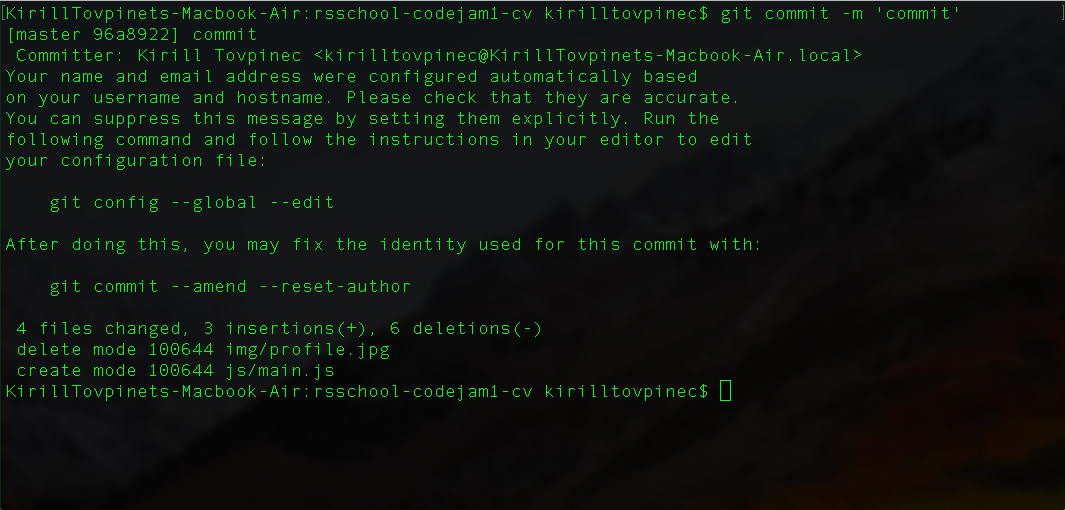 [KirillTovpinets-Macbook-Air:rsschool-codejam1-cv kirilltovpinec$ git commit -m 'commit' ]
[master 96a8922] commit
 Committer: Kirill Tovpinec <kirilltovpinec@KirillTovpinets-Macbook-Air.local>
Your name and email address were configured automatically based
on your username and hostname. Please check that they are accurate.
You can suppress this message by setting them explicitly. Run the
following command and follow the instructions in your editor to edit
your configuration file:

    git config --global --edit

After doing this, you may fix the identity used for this commit with:

    git commit --amend --reset-author

 4 files changed, 3 insertions(+), 6 deletions(-)
 delete mode 100644 img/profile.jpg
 create mode 100644 js/main.js
KirillTovpinets-Macbook-Air:rsschool-codejam1-cv kirilltovpinec$